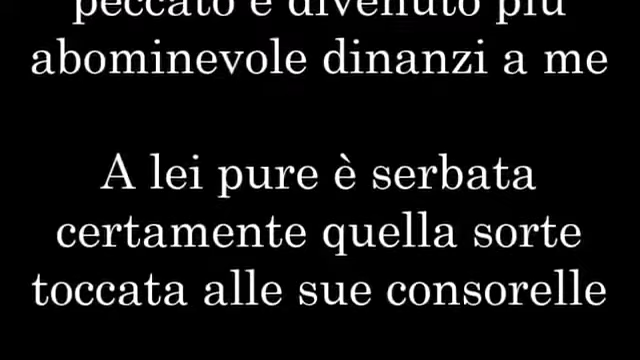 peccato è divenuto più
abominevole dinanzi a me
A lei pure è serbata
certamente quella sorte
toccata alle sue consorelle